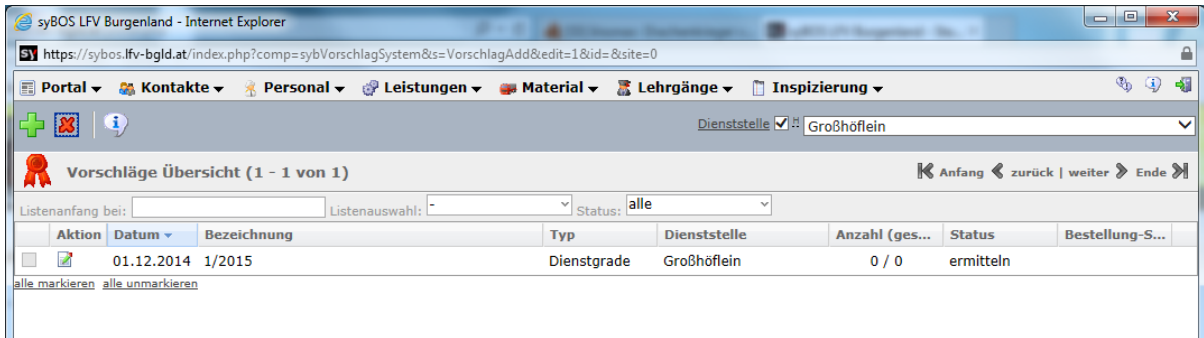 syBOS LFV Burgenland - Internet Explorer
sy https://sybos.lfv-bgld.at/index.php?comp=sybVorschlagSystem&s=VorschlagAdd&edit=1&id=&site=0
Portal Kontakte Personal Leistungen Material Lehrgänge Inspizierung
Dienststelle H Großhöflein
Vorschläge Übersicht (1 - 1 von 1) Anfang zurück | weiter Ende
Listenanfang bei: Listenauswahl: - Status: alle
Aktion Datum Bezeichnung Typ Dienststelle Anzahl (ges... Status Bestellung-S...
01.12.2014 1/2015 Dienstgrade Großhöflein 0 / 0 ermitteln
alle markieren alle unmarkieren